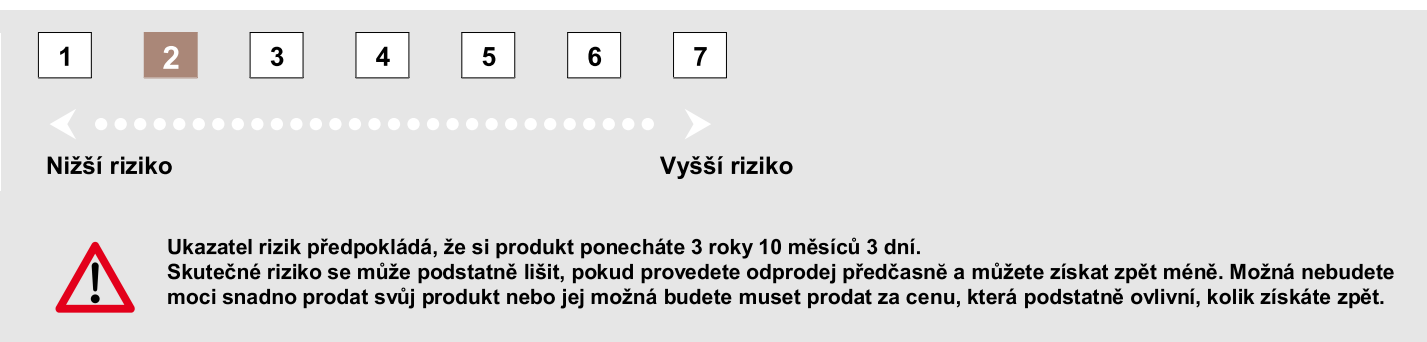 1 2 3 4 5 6 7
Nižší riziko Vyšší riziko
Ukazatel rizik předpokládá, že si produkt ponecháte 3 roky 10 měsíců 3 dní.
Skutečné riziko se může podstatně lišit, pokud provedete odprodej předčasně a můžete získat zpět méně. Možná nebudete
moci snadno prodat svůj produkt nebo jej možná budete muset prodat za cenu, která podstatně ovlivní, kolik získáte zpět.